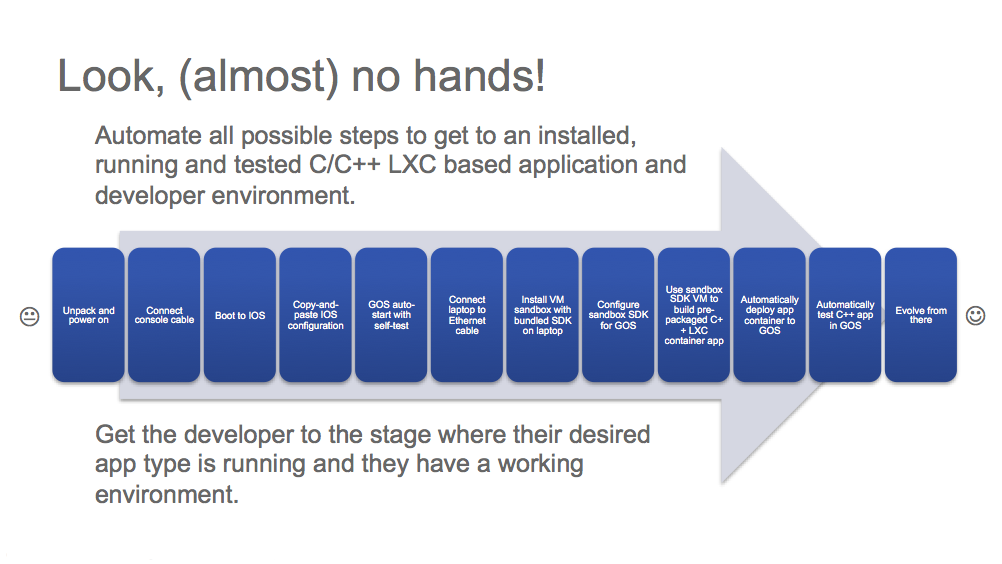 Look, (almost) no hands!
Automate all possible steps to get to an installed,
running and tested C/C++ LXC based application and
developer environment.
Unpack and
power on
Connect
console cable
Boot to IOS
Copy-and-
paste IOS
configuration
GOS auto-
start with
self-test
Connect
laptop to
Ethernet
cable
Install VM
sandbox with
bundled SDK
on laptop
Configure
sandbox SDK
for GOS
Use sandbox
SDK VM to
build pre-
packaged C+
+ LXC
container app
Automatically
deploy app
container to
GOS
Automatically
test C++ app
in GOS
Evolve from
there
Get the developer to the stage where their desired
app type is running and they have a working
environment.